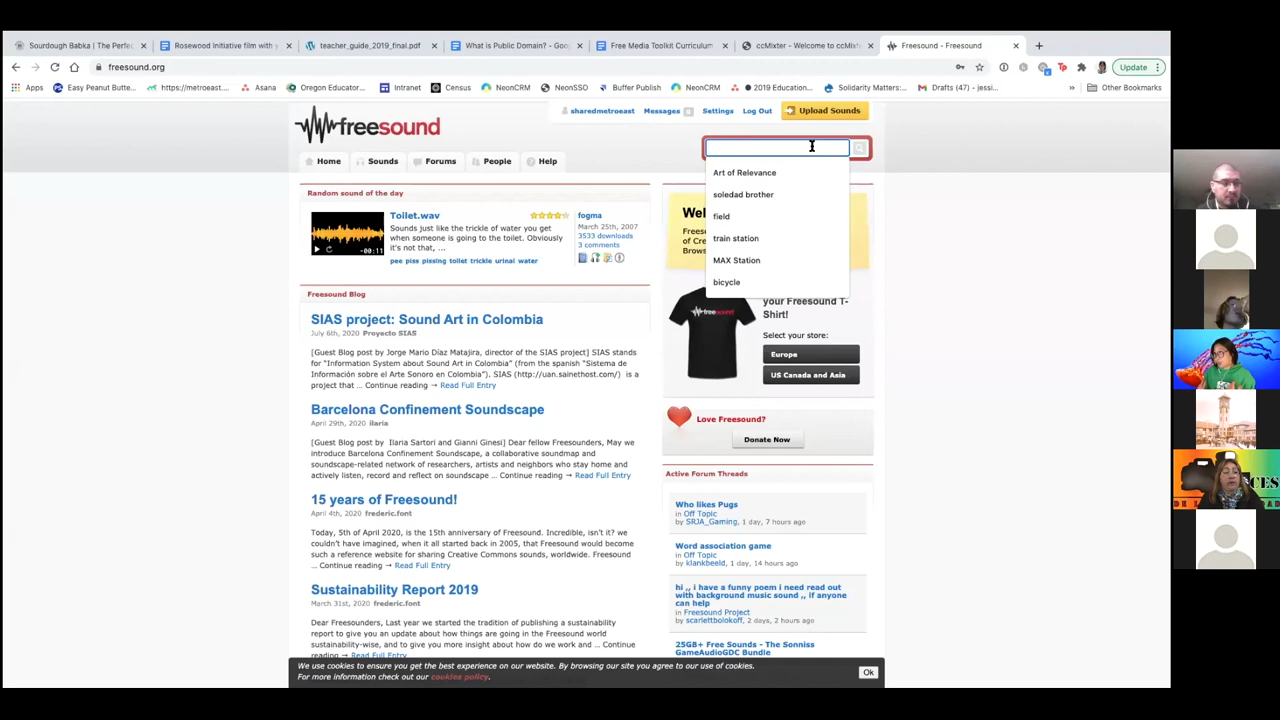 Sourdough Babka | The Perfec
Rosewood Initiative film with y
teacher_guide_2019_final.pdf
What is Public Domain? - Goog
Free Media Toolkit Curriculum
ccMixter - Welcome to ccMixte
Freesound - Freesound
freesound.org
Update
Apps
Easy Peanut Butte...
https://metroeast....
Asana
Oregon Educator...
Intranet
Census
NeonCRM
NeonSSO
Buffer Publish
NeonCRM
2019 Education...
Solidarity Matters:...
Drafts (47) - jessi...
Other Bookmarks
freesound
sharedmetroeast
Messages
Settings
Log Out
Upload Sounds
Home
Sounds
Forums
People
Help
Art of Relevance
soledad brother
field
train station
MAX Station
bicycle
Random sound of the day
Toilet.wav
Sounds just like the trickle of water you get
when someone is going to the toilet. Obviously
it's not that, ...
pee piss pissing toilet trickle urinal water
-00:11
fogma
March 25th, 2007
3533 downloads
3 comments
Wel
Frees
of Cre
Brows
Freesound Blog
SIAS project: Sound Art in Colombia
July 6th, 2020 Proyecto SIAS
[Guest Blog post by Jorge Mario Díaz Matajira, director of the SIAS project] SIAS stands
for “Information System about Sound Art in Colombia” (from the spanish “Sistema de
Información sobre el Arte Sonoro en Colombia”). SIAS (http://uan.sainethost.com/) is a
project that ... Continue reading → Read Full Entry
Barcelona Confinement Soundscape
April 29th, 2020 ilaria
[Guest Blog post by Ilaria Sartori and Gianni Ginesi] Dear fellow Freesounders, May we
introduce Barcelona Confinement Soundscape, a collaborative soundmap and
soundscape-related network of researchers, artists and neighbors who stay home and
actively listen, record and reflect on soundscape ... Continue reading → Read Full Entry
15 years of Freesound!
April 4th, 2020 frederic.font
Today, 5th of April 2020, is the 15th anniversary of Freesound. Incredible, isn't it? we
couldn't have imagined, when it all started back in 2005, that Freesound would become
such a reference website for sharing Creative Commons sounds, worldwide. Freesound
... Continue reading → Read Full Entry
Sustainability Report 2019
March 31st, 2020 frederic.font
Dear Freesounders, Last year we started the tradition of publishing a sustainability
report to give you an update about how things are going in the Freesound world
sustainability-wise, and to give you more insight about how do we work and ... Continue
reading → Read Full Entry
freesound
your Freesound T-
Shirt!
Select your store:
Europe
US Canada and Asia
Love Freesound?
Donate Now
Active Forum Threads
Who likes Pugs
in Off Topic
by SRJA_Gaming, 1 day, 7 hours ago
Word association game
in Off Topic
by klankbeeld, 1 day, 14 hours ago
hi ,, i have a funny poem i need read out
with background music sound ,, if anyone
can help
in Freesound Project
by scarlettbolokoff, 2 days, 2 hours ago
25GB+ Free Sounds - The Sonniss
GameAudioGDC Bundle
We use cookies to ensure you get the best experience on our website. By browsing our site you agree to our use of cookies.
For more information check out our cookies policy.
Ok